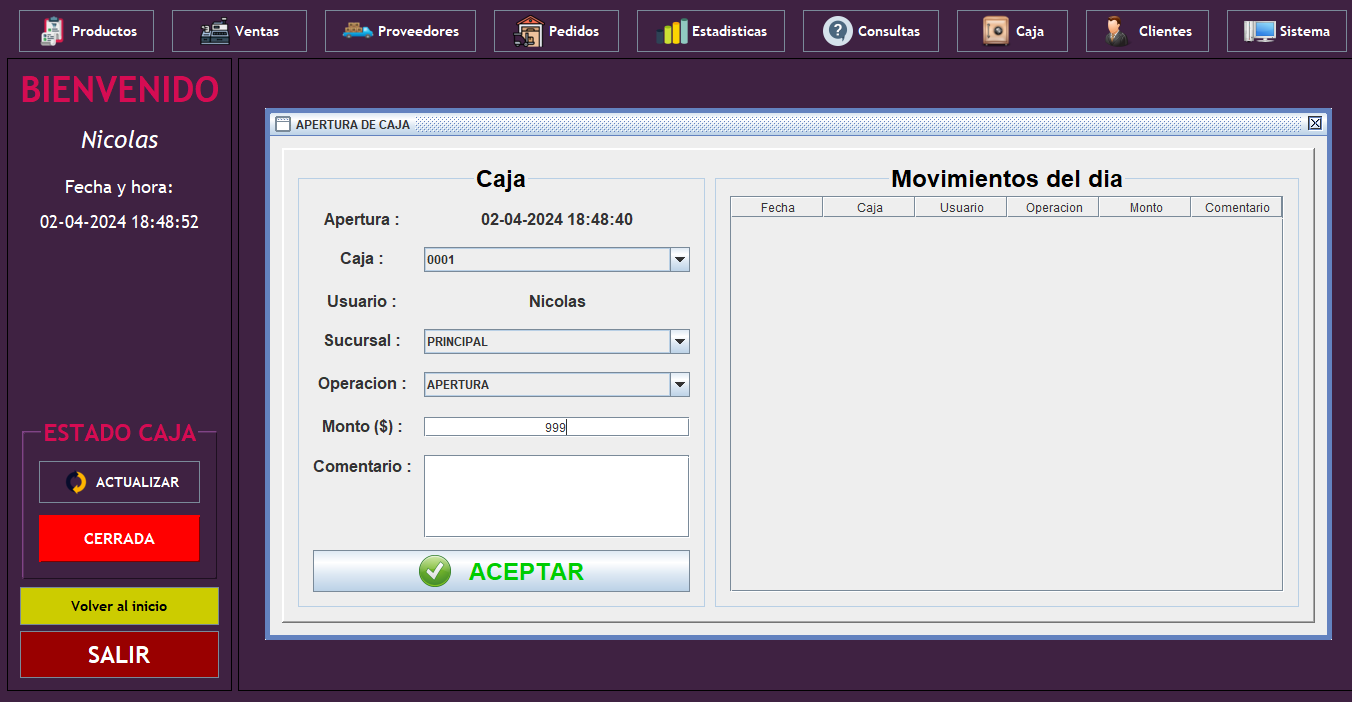 Productos
Ventas
Proveedores
Pedidos
Estadisticas
Consultas
Caja
Clientes
Sistema
BIENVENIDO
Nicolas
Fecha y hora:
02-04-2024 18:48:52
ESTADO CAJA
ACTUALIZAR
CERRADA
Volver al inicio
SALIR
APERTURA DE CAJA
Caja
Apertura : 02-04-2024 18:48:40
Caja : 0001
Usuario : Nicolas
Sucursal : PRINCIPAL
Operacion : APERTURA
Monto ($) : 999
Comentario :
ACEPTAR
Movimientos del dia
Fecha Caja Usuario Operacion Monto Comentario